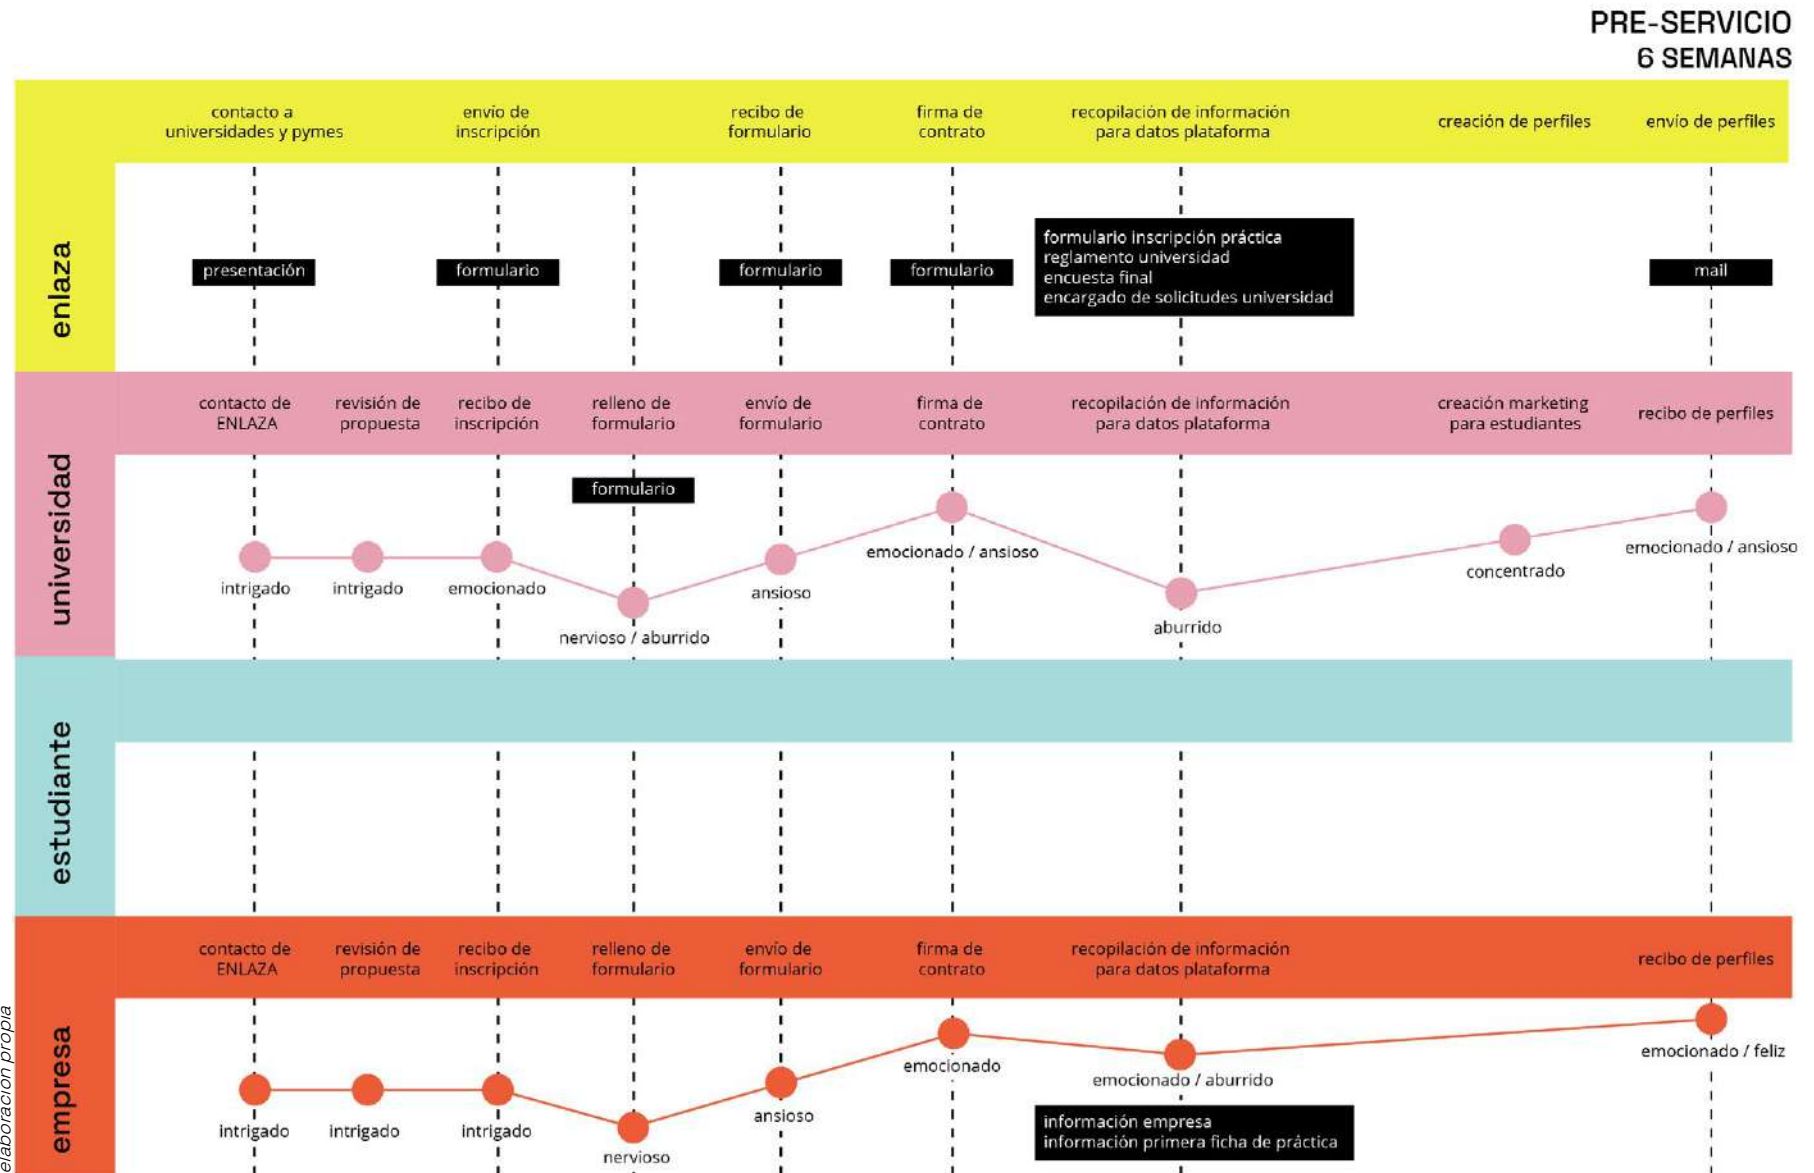 PRE-SERVICIO
6 SEMANAS
contacto a
universidades y pymes
envío de
inscripción
recibo de
formulario
firma de
contrato
recopilación de información
para datos plataforma
creación de perfiles
envío de perfiles
enlaza
presentación
formulario
formulario
formulario
formulario inscripción práctica
reglamento universidad
encuesta final
encargado de solicitudes universidad
mail
contacto de
ENLAZA
revisión de
propuesta
recibo de
inscripción
relleno de
formulario
envío de
formulario
firma de
contrato
recopilación de información
para datos plataforma
creación marketing
para estudiantes
recibo de perfiles
universidad
formulario
intrigado
intrigado
emocionado
nervioso / aburrido
ansioso
emocionado / ansioso
aburrido
concentrado
emocionado / ansioso
estudiante
contacto de
ENLAZA
revisión de
propuesta
recibo de
inscripción
relleno de
formulario
envío de
formulario
firma de
contrato
recopilación de información
para datos plataforma
recibo de perfiles
empresa
intrigado
intrigado
intrigado
nervioso
ansioso
emocionado
emocionado / aburrido
emocionado / feliz
información empresa
información primera ficha de práctica
elaboración propia